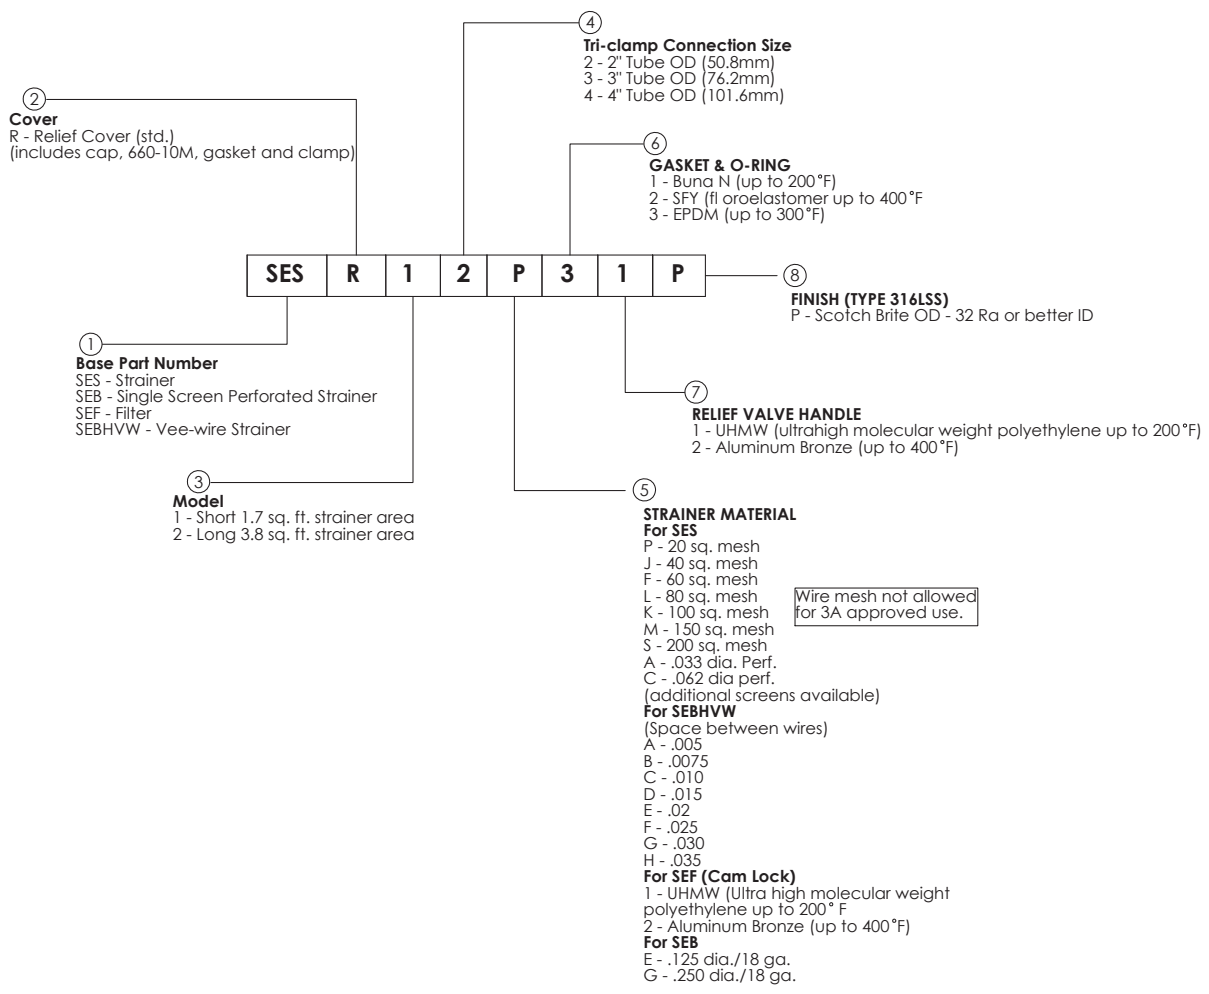 4
Tri-clamp Connection Size
2 - 2" Tube OD (50.8mm)
3 - 3" Tube OD (76.2mm)
4 - 4" Tube OD (101.6mm)
2
Cover
R - Relief Cover (std.)
(includes cap, 660-10M, gasket and clamp)
6
GASKET & O-RING
1 - Buna N (up to 200°F)
2 - SFY (fl oroelastomer up to 400°F
3 - EPDM (up to 300°F)
SES R 1 2 P 3 1 P
8
FINISH (TYPE 316LSS)
P - Scotch Brite OD - 32 Ra or better ID
1
Base Part Number
SES - Strainer
SEB - Single Screen Perforated Strainer
SEF - Filter
SEBHVW - Vee-wire Strainer
7
RELIEF VALVE HANDLE
1 - UHMW (ultrahigh molecular weight polyethylene up to 200°F)
2 - Aluminum Bronze (up to 400°F)
3
Model
1 - Short 1.7 sq. ft. strainer area
2 - Long 3.8 sq. ft. strainer area
5
STRAINER MATERIAL
For SES
P - 20 sq. mesh
J - 40 sq. mesh
F - 60 sq. mesh
L - 80 sq. mesh
K - 100 sq. mesh
M - 150 sq. mesh
S - 200 sq. mesh
A - .033 dia. Perf.
C - .062 dia perf.
(additional screens available)
Wire mesh not allowed
for 3A approved use.
For SEBHVW
(Space between wires)
A - .005
B - .0075
C - .010
D - .015
E - .02
F - .025
G - .030
H - .035
For SEF (Cam Lock)
1 - UHMW (Ultra high molecular weight
polyethylene up to 200° F
2 - Aluminum Bronze (up to 400°F)
For SEB
E - .125 dia./18 ga.
G - .250 dia./18 ga.